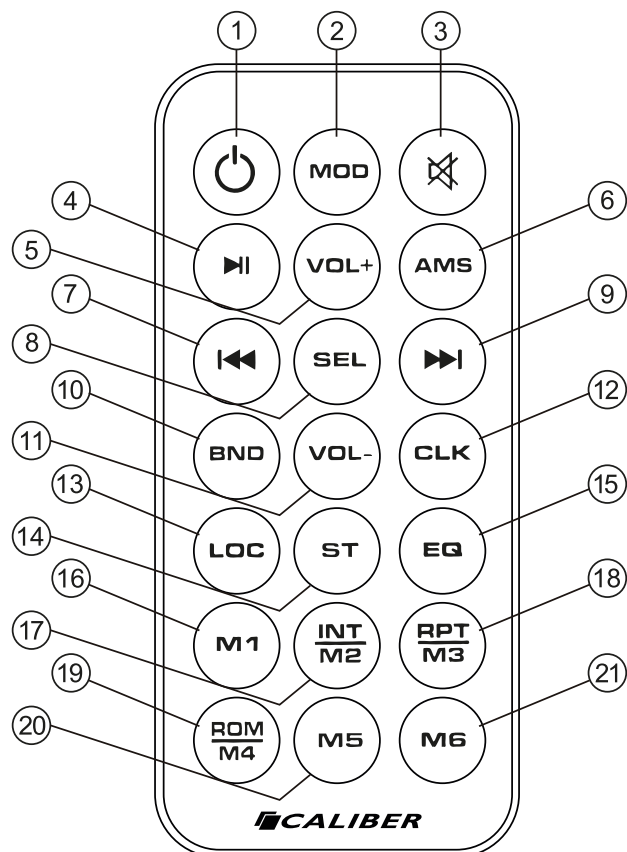 1 2 3
MOD
4 6
5 VOL+ AMS
7 9
8 SEL
10 12
BND VOL- CLK
11
13 15
LOC ST EQ
14
16 18
M1 INT RPT
M2 M3
17
19 21
ROM M5 M6
M4
20
CALIBER